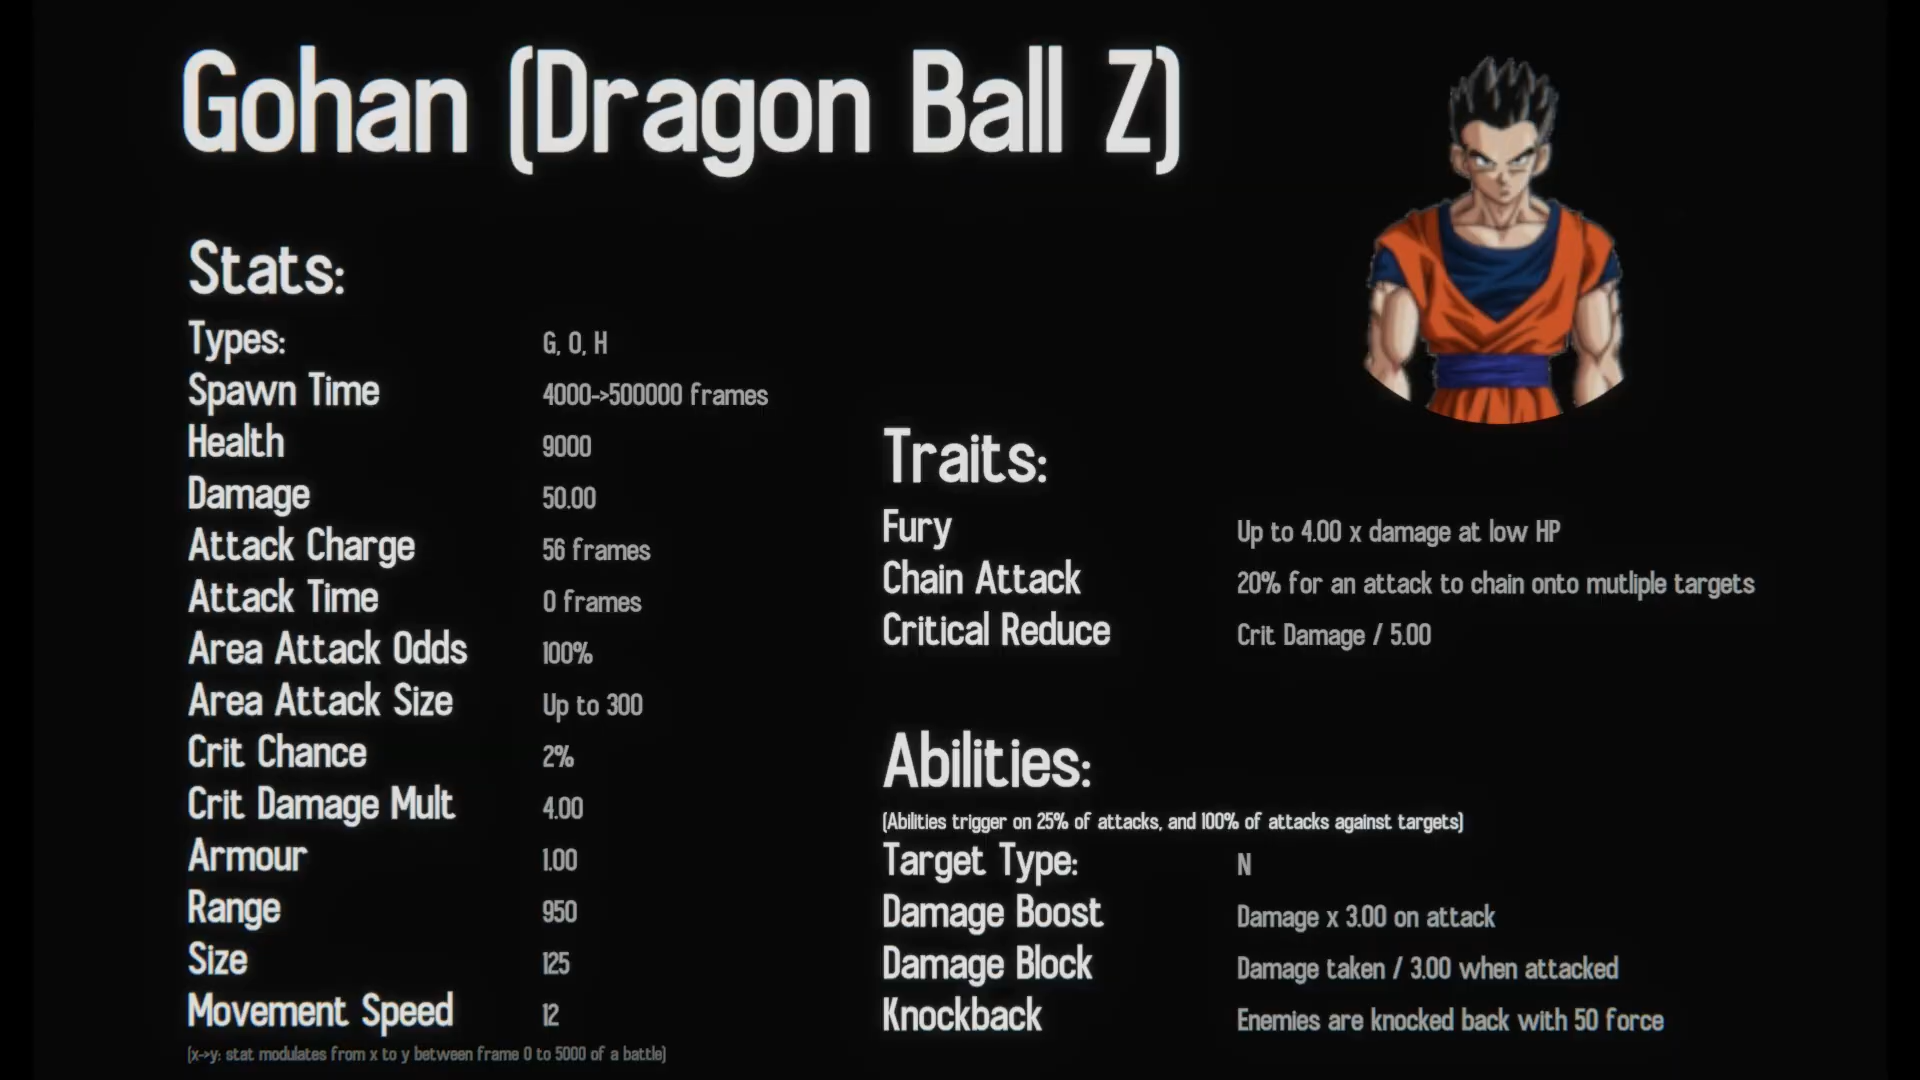 Gohan (Dragon Ball Z)
Stats:
Types: G, O, H
Spawn Time 4000->500000 frames
Health 9000
Damage 50.00
Attack Charge 56 frames
Attack Time 0 frames
Area Attack Odds 100%
Area Attack Size Up to 300
Crit Chance 2%
Crit Damage Mult 4.00
Armour 1.00
Range 950
Size 125
Movement Speed 12
(x->y: stat modulates from x to y between frame 0 to 5000 of a battle)
Traits:
Fury Up to 4.00 x damage at low HP
Chain Attack 20% for an attack to chain onto mutliple targets
Critical Reduce Crit Damage / 5.00
Abilities:
(Abilities trigger on 25% of attacks, and 100% of attacks against targets)
Target Type: N
Damage Boost Damage x 3.00 on attack
Damage Block Damage taken / 3.00 when attacked
Knockback Enemies are knocked back with 50 force